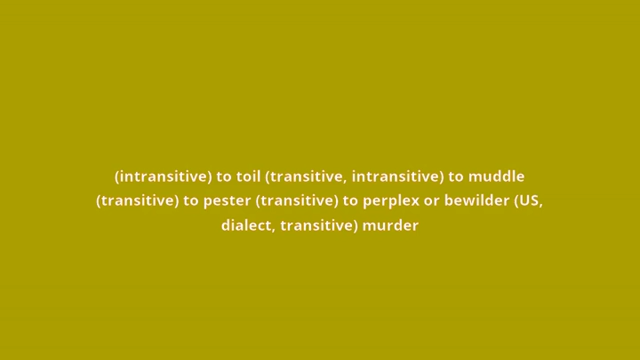 (intransitive) to toil (transitive, intransitive) to muddle
(transitive) to pester (transitive) to perplex or bewilder (US,
dialect, transitive) murder